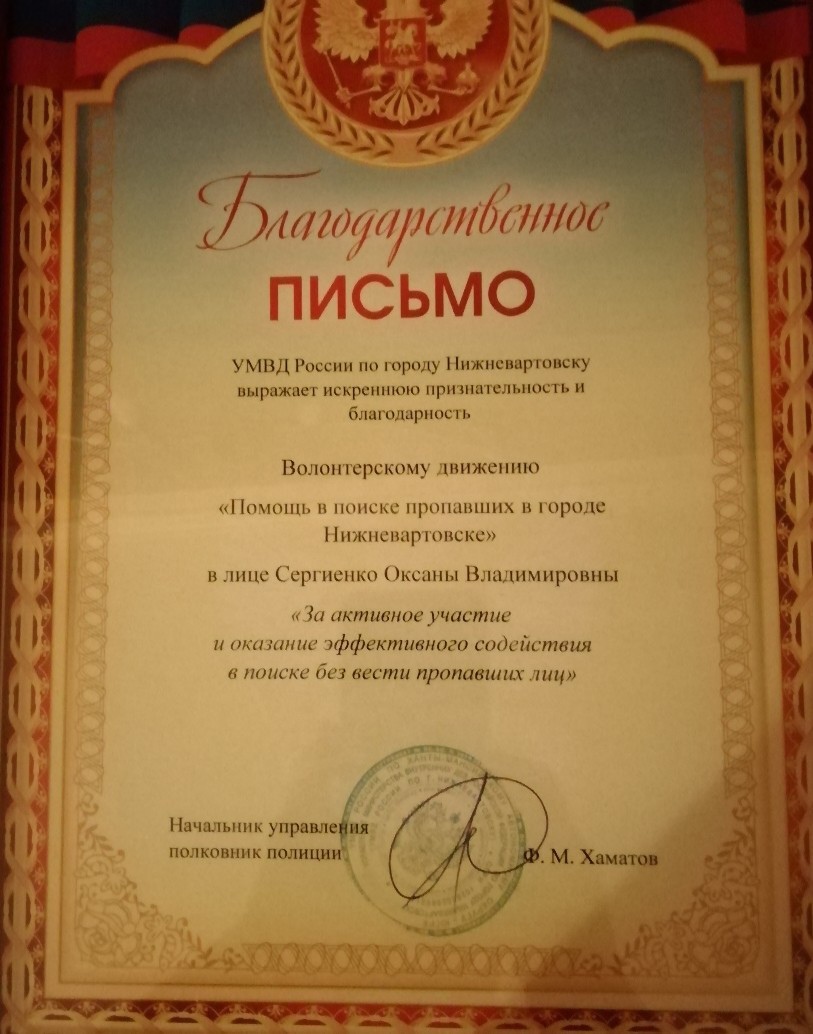 Благодарственное
ПИСЬМО
УМВД России по городу Нижневартовску
выражает искреннюю признательность и
благодарность
Волонтерскому движению
«Помощь в поиске пропавших в городе
Нижневартовске»
в лице Сергиенко Оксаны Владимировны
«За активное участие
и оказание эффективного содействия
в поиске без вести пропавших лиц»
Начальник управления
полковник полиции
Ф. М. Хаматов